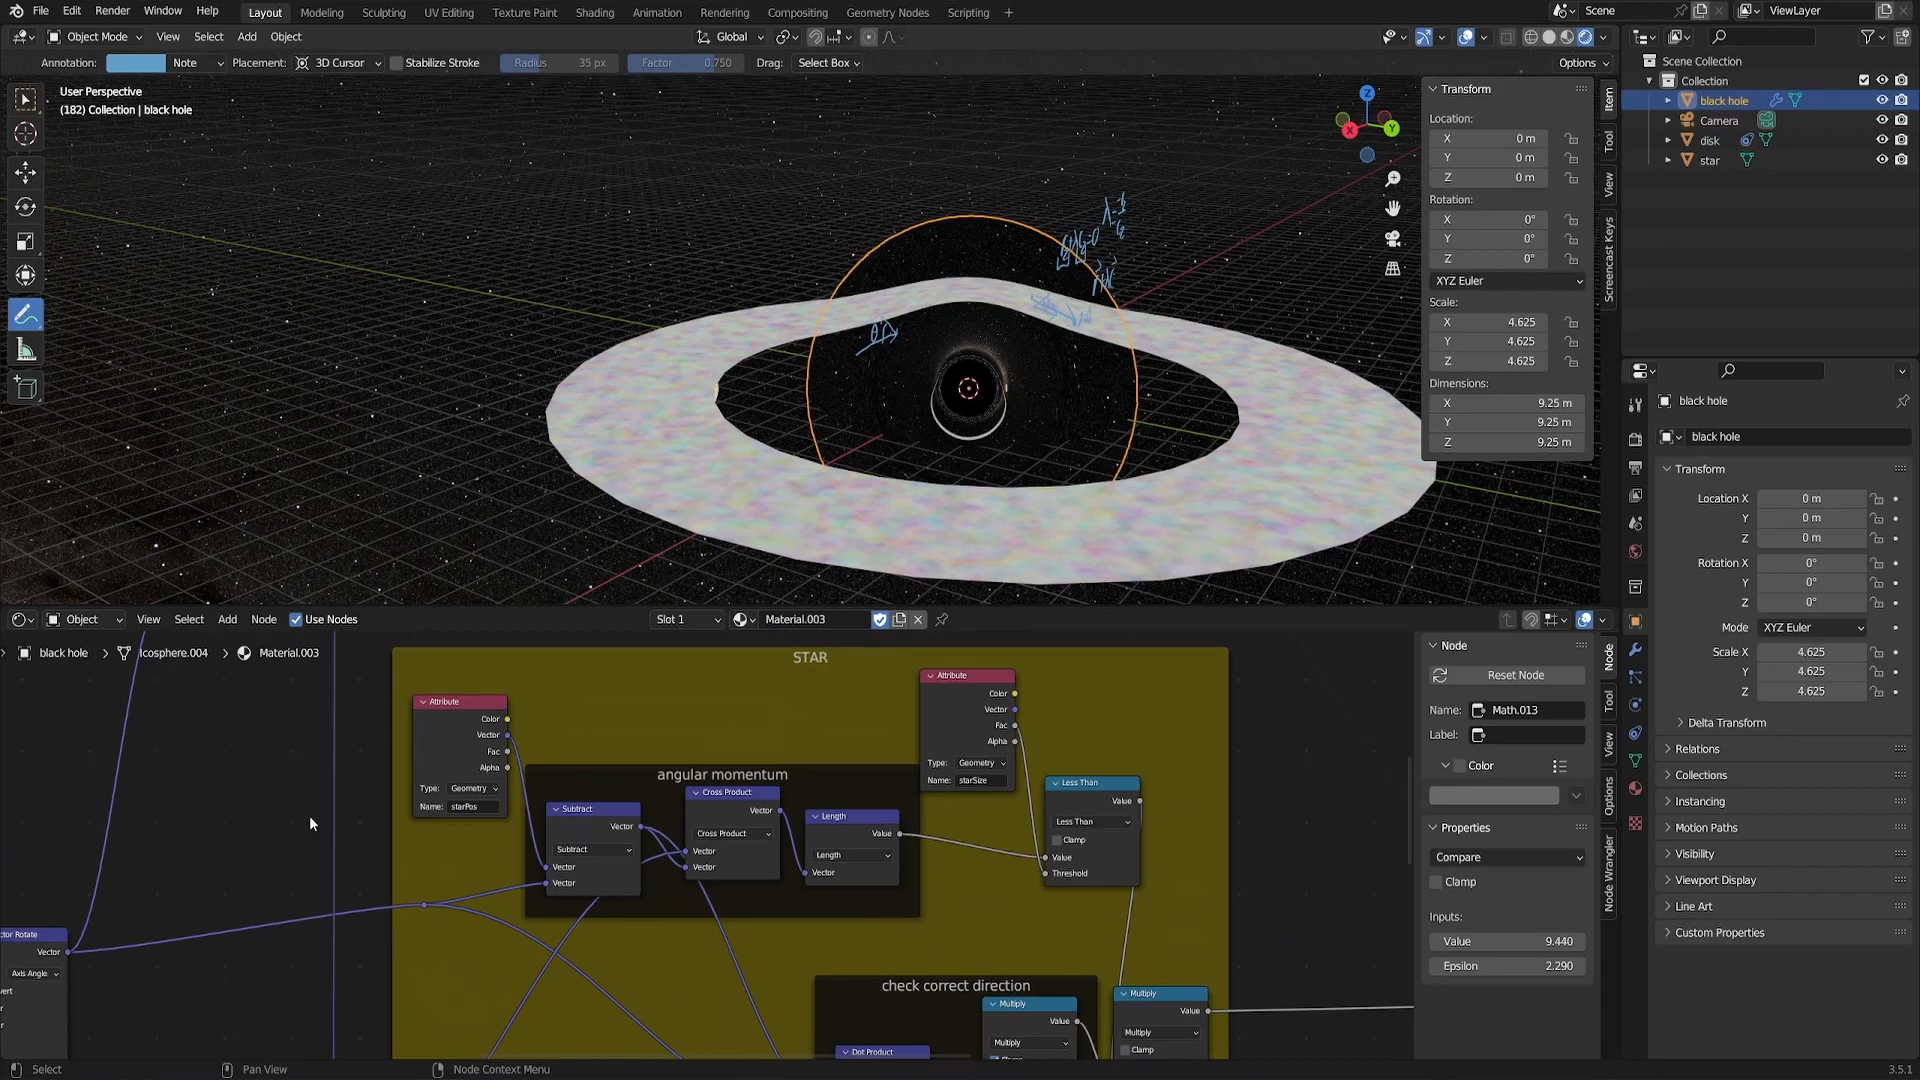 File Edit Render Window Help Layout Modeling Sculpting UV Editing Texture Paint Shading Animation Rendering Compositing Geometry Nodes Scripting + Scene ViewLayer
Object Mode View Select Add Object Global
Annotation: Note Placement: 3D Cursor Stabilize Stroke Radius 35 px Factor 0.750 Drag: Select Box Options
User Perspective
(182) Collection | black hole
Z
X
Y
Transform
Location:
X 0 m
Y 0 m
Z 0 m
Rotation:
X 0°
Y 0°
Z 0°
XYZ Euler
Scale:
X 4.625
Y 4.625
Z 4.625
Dimensions:
X 9.25 m
Y 9.25 m
Z 9.25 m
Item
Tool
View
Screencast Keys
Scene Collection
Collection
black hole
Camera
disk
star
black hole
black hole
Transform
Location X 0 m
Y 0 m
Z 0 m
Rotation X 0°
Y 0°
Z 0°
Mode XYZ Euler
Scale X 4.625
Y 4.625
Z 4.625
Delta Transform
Relations
Collections
Instancing
Motion Paths
Visibility
Viewport Display
Line Art
Custom Properties
Object View Select Add Node Use Nodes Slot 1 Material.003
black hole > Icosphere.004 > Material.003
STAR
Attribute
Color
Vector
Fac
Alpha
Type: Geometry
Name: starPos
angular momentum
Subtract
Vector
Subtract
Vector
Vector
Cross Product
Vector
Cross Product
Vector
Vector
Length
Value
Length
Vector
Attribute
Color
Vector
Fac
Alpha
Type: Geometry
Name: starSize
Less Than
Value
Less Than
Clamp
Value
Threshold
Vector
Axis Angle
check correct direction
Multiply
Value
Multiply
Dot Product
Multiply
Value
Multiply
Clamp
Node
Reset Node
Name: Math.013
Label:
Color
Properties
Compare
Clamp
Inputs:
Value 9.440
Epsilon 2.290
Node
Tool
View
Options
Node Wrangler
Select Pan View Node Context Menu 3.5.1